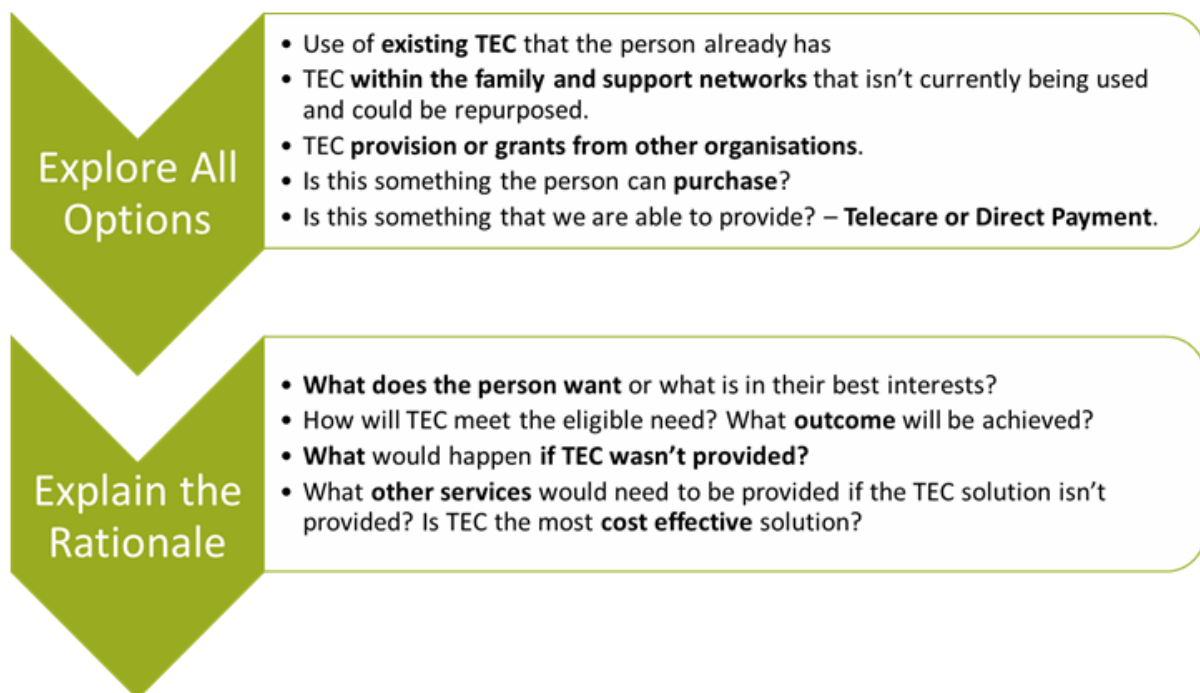 Explore All
Options
• Use of existing TEC that the person already has
• TEC within the family and support networks that isn’t currently being used
and could be repurposed.
• TEC provision or grants from other organisations.
• Is this something the person can purchase?
• Is this something that we are able to provide? – Telecare or Direct Payment.
Explain the
Rationale
• What does the person want or what is in their best interests?
• How will TEC meet the eligible need? What outcome will be achieved?
• What would happen if TEC wasn’t provided?
• What other services would need to be provided if the TEC solution isn’t
provided? Is TEC the most cost effective solution?